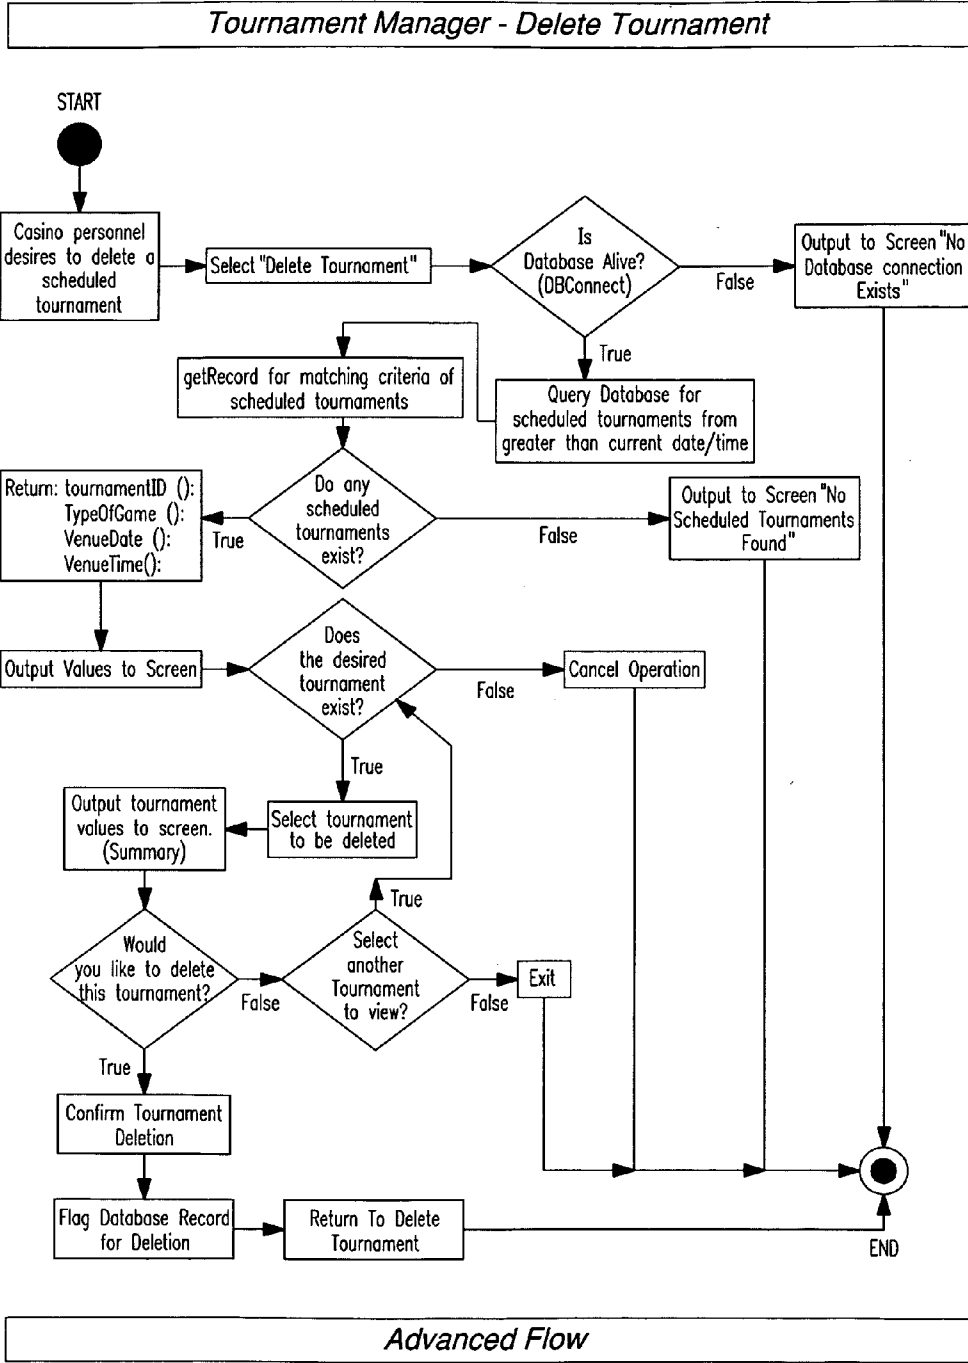 Tournament Manager - Delete Tournament
START
Casino personnel
desires to delete a
scheduled
tournament
Select "Delete Tournament"
Is
Database Alive?
(DBConnect)
False
Output to Screen "No
Database connection
Exists"
True
getRecord for matching criteria of
scheduled tournaments
Query Database for
scheduled tournaments from
greater than current date/time
Return: tournamentID ():
TypeOfGame ():
VenueDate ():
VenueTime():
True
Do any
scheduled
tournaments
exist?
False
Output to Screen "No
Scheduled Tournaments
Found"
Output Values to Screen
Does
the desired
tournament
exist?
False
Cancel Operation
True
Output tournament
values to screen.
(Summary)
Select tournament
to be deleted
True
Would
you like to delete
this tournament?
False
Select
another
Tournament
to view?
False
Exit
True
Confirm Tournament
Deletion
Flag Database Record
for Deletion
Return To Delete
Tournament
END
Advanced Flow